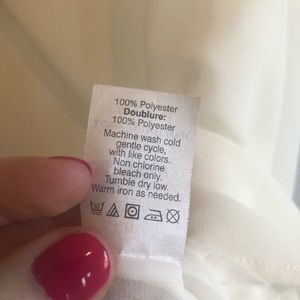 100% Polyester
Doublure:
100% Polyester
Machine wash cold
gentle cycle,
with like colors.
Non chlorine
bleach only.
Tumble dry low.
Warm iron as needed.